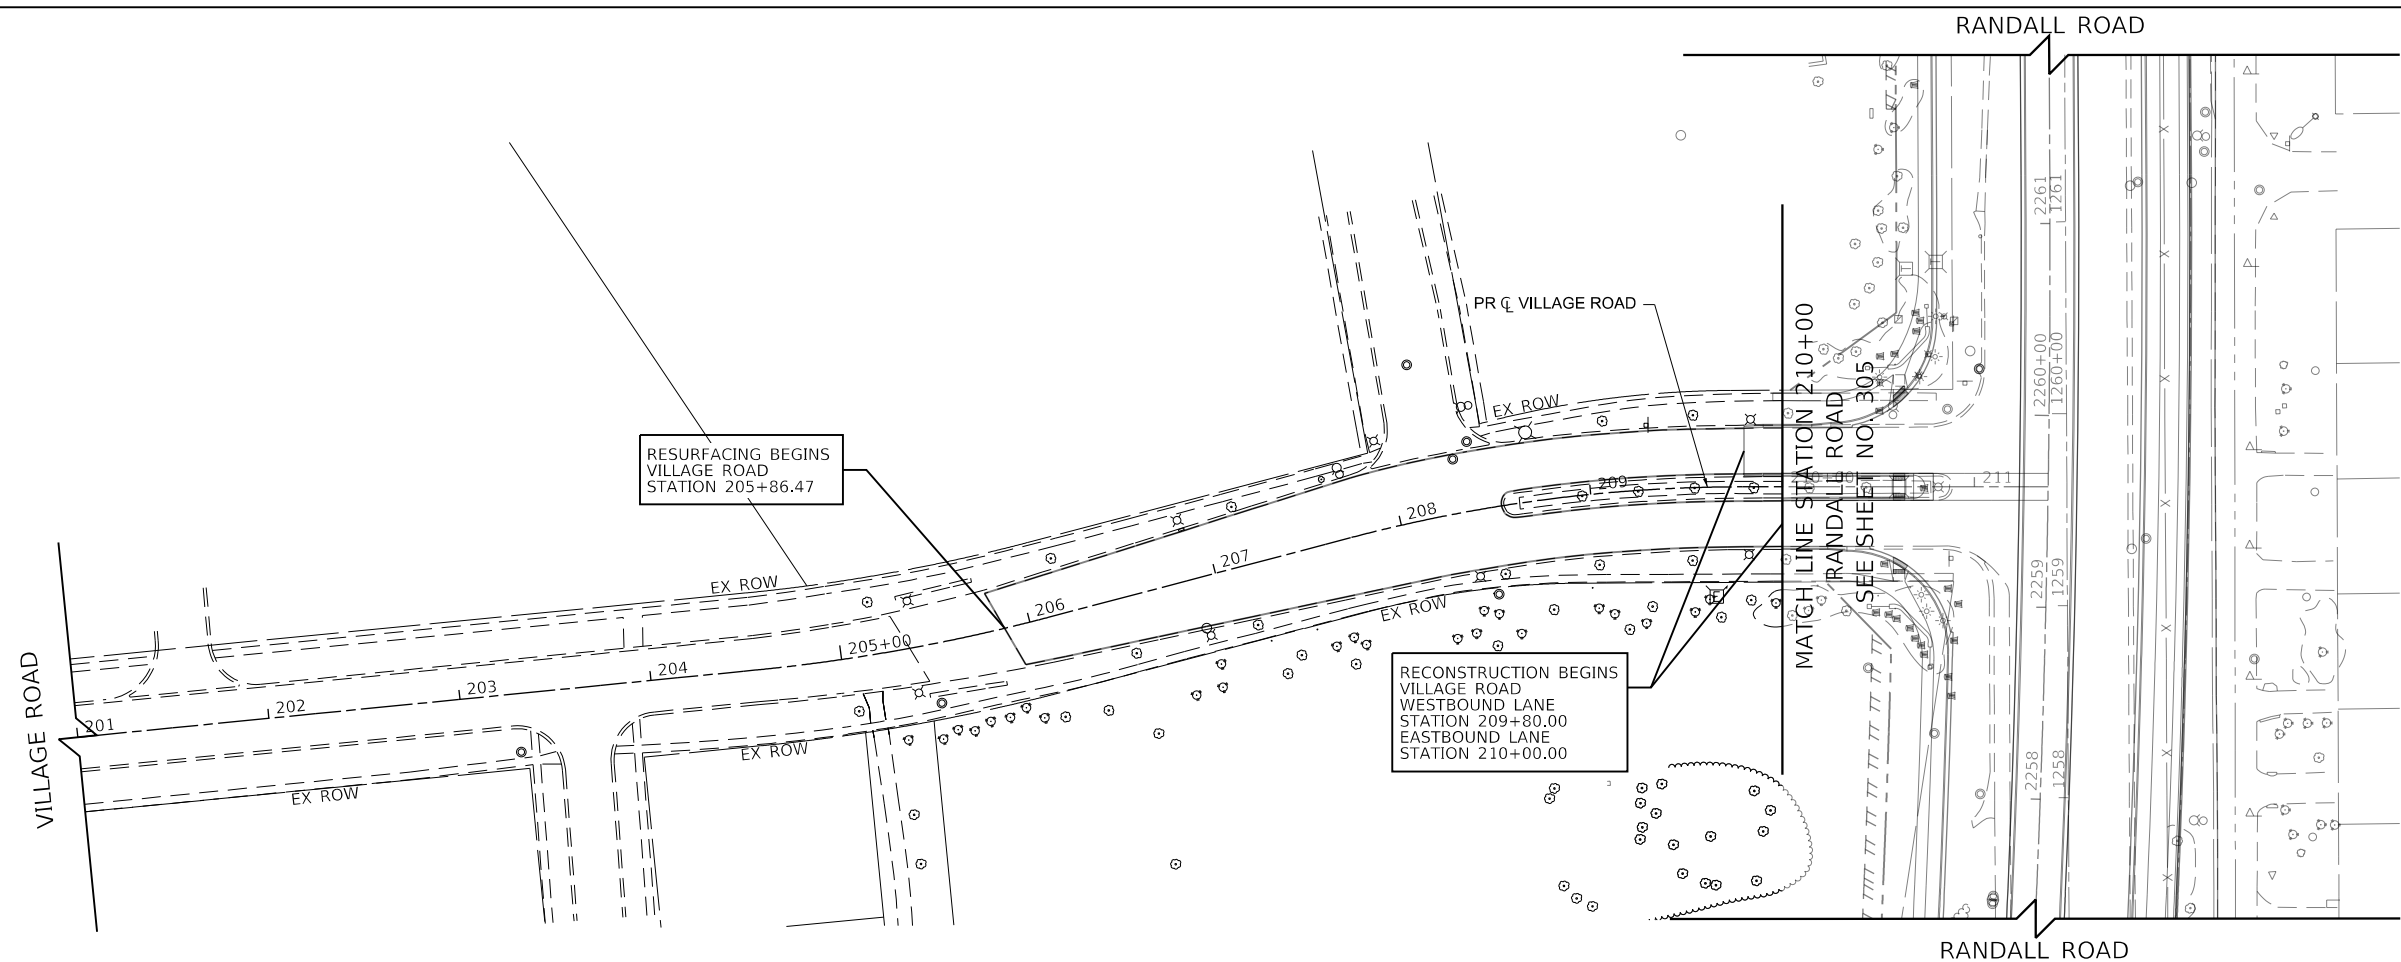 RANDALL ROAD
2261
1261
PR ℄ VILLAGE ROAD
MATCH LINE STATION 210+00
RANDALL ROAD
SEE SHEET NO. 305
2260+00
1260+00
EX ROW
RESURFACING BEGINS
VILLAGE ROAD
STATION 205+86.47
209
211
208
207
2259
1259
EX ROW
206
EX ROW
E
205+00
204
203
202
201
VILLAGE ROAD
EX ROW
EX ROW
RECONSTRUCTION BEGINS
VILLAGE ROAD
WESTBOUND LANE
STATION 209+80.00
EASTBOUND LANE
STATION 210+00.00
2258
1258
RANDALL ROAD